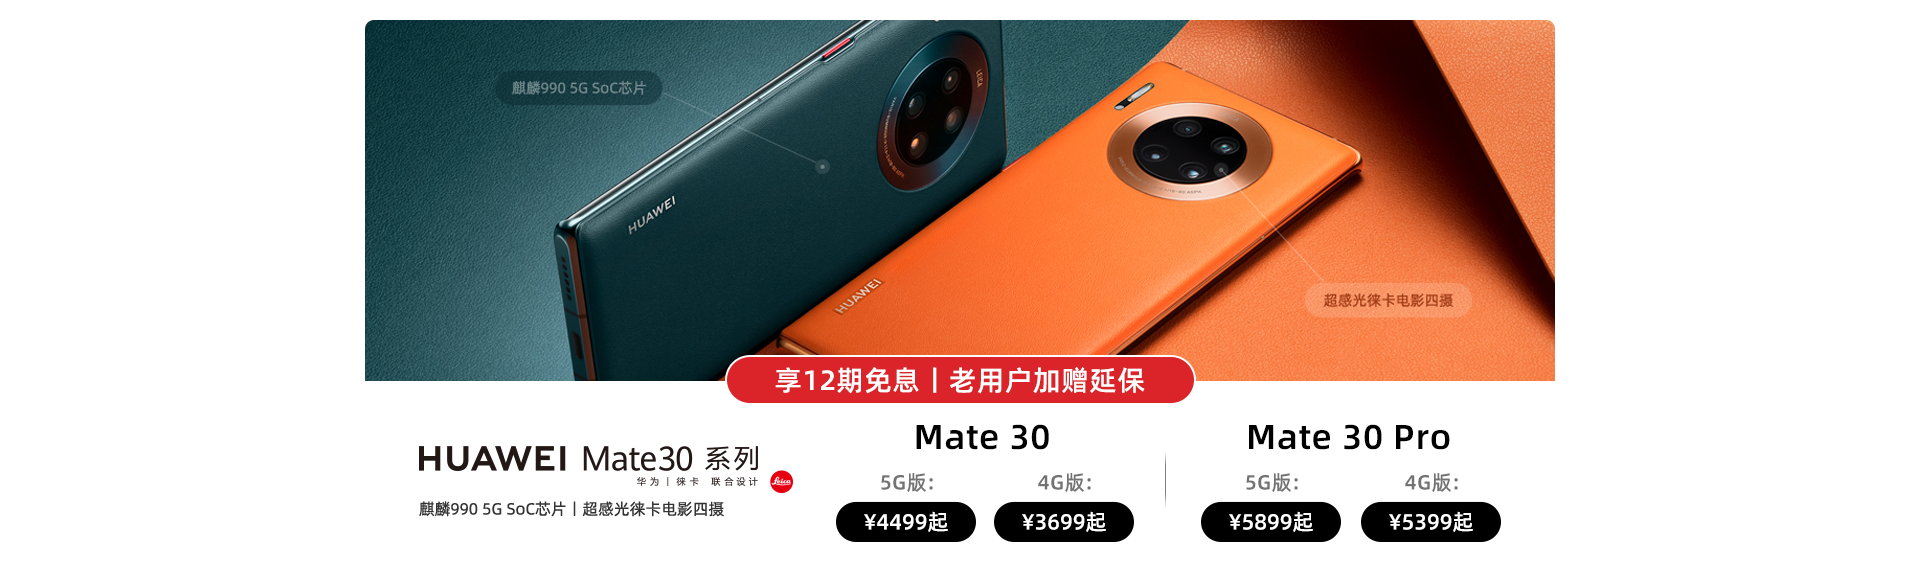 麒麟990 5G SoC芯片
LEICA
HUAWEI
HUAWEI
超感光徕卡电影四摄
享12期免息丨老用户加赠延保
HUAWEI Mate30 系列
华为 | 徕卡 联合设计
Leica
麒麟990 5G SoC芯片丨超感光徕卡电影四摄
Mate 30
5G版: 4G版:
¥4499起 ¥3699起
Mate 30 Pro
5G版: 4G版:
¥5899起 ¥5399起